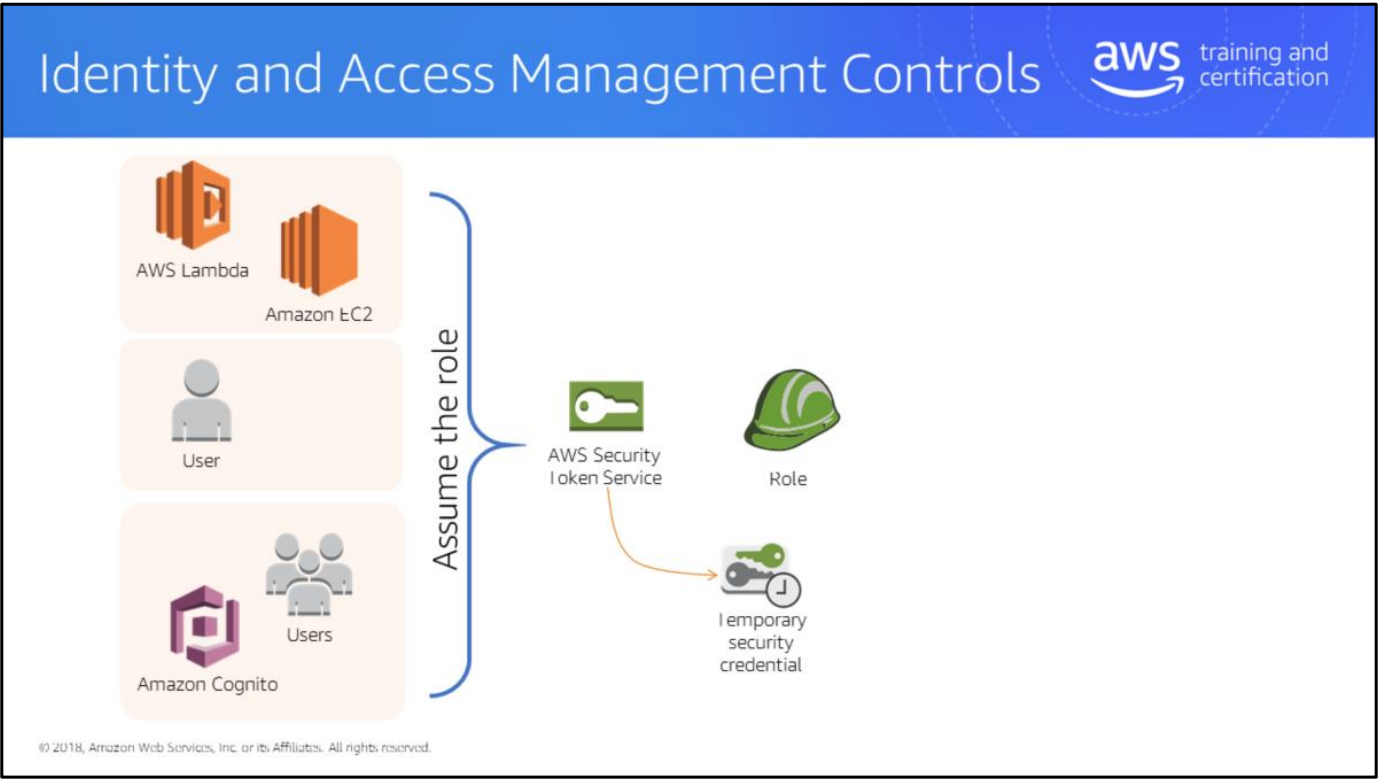 Identity and Access Management Controls
aws training and
certification
AWS Lambda
Amazon EC2
User
Users
Amazon Cognito
Assume the role
AWS Security
Token Service
Role
Temporary
security
credential
© 2018, Amazon Web Services, Inc. or its Affiliates. All rights reserved.